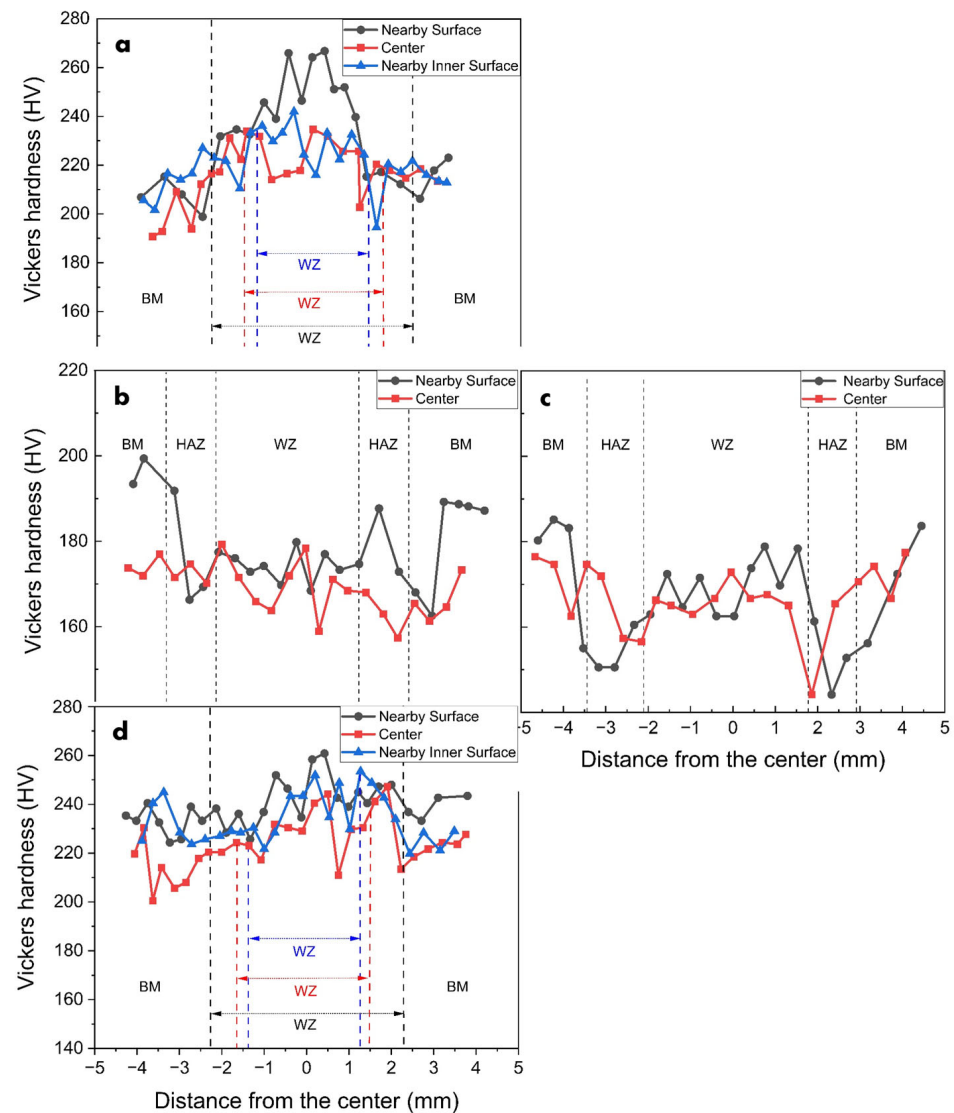 a
Nearby Surface
Center
Nearby Inner Surface
Vickers hardness (HV)
280
260
240
220
200
180
160
BM
WZ
WZ
WZ
BM
b
Nearby Surface
Center
Vickers hardness (HV)
220
200
180
160
BM
HAZ
WZ
HAZ
BM
c
Nearby Surface
Center
BM
HAZ
WZ
HAZ
BM
−5 −4 −3 −2 −1 0 1 2 3 4 5
Distance from the center (mm)
d
Nearby Surface
Center
Nearby Inner Surface
Vickers hardness (HV)
280
260
240
220
200
180
160
140
BM
WZ
WZ
WZ
BM
−5 −4 −3 −2 −1 0 1 2 3 4 5
Distance from the center (mm)